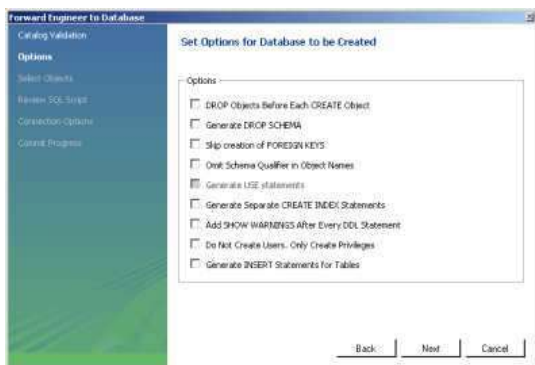 Forward Engineer to Database
Catalog Validation
Options
Select Objects
Review SQL Script
Connection Options
Commit Progress
Set Options for Database to be Created
Options
DROP Objects Before Each CREATE Object
Generate DROP SCHEMA
Skip creation of FOREIGN KEYS
Omit Schema Qualifier in Object Names
Generate USE statements
Generate Separate CREATE INDEX Statements
Add SHOW WARNINGS After Every DDL Statement
Do Not Create Users. Only Create Privileges
Generate INSERT Statements for Tables
Back Next Cancel